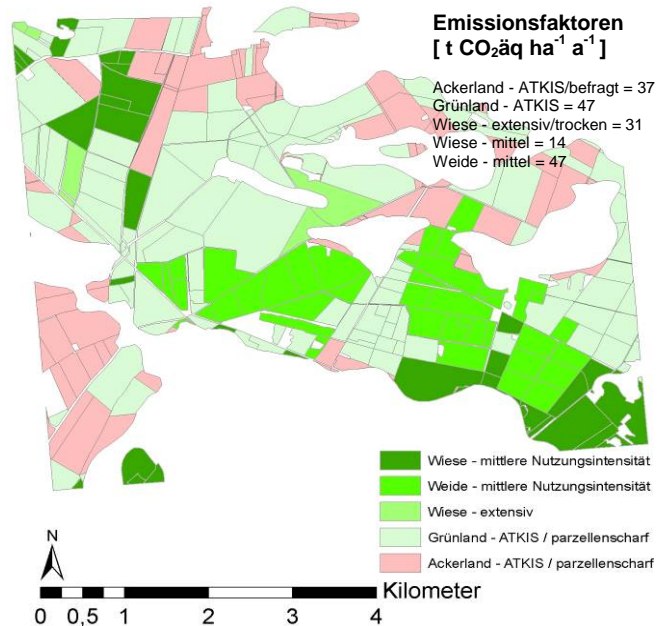 Emissionsfaktoren
[ t CO₂äq ha⁻¹ a⁻¹ ]
Ackerland - ATKIS/befragt = 37
Grünland - ATKIS = 47
Wiese - extensiv/trocken = 31
Wiese - mittel = 14
Weide - mittel = 47
Wiese - mittlere Nutzungsintensität
Weide - mittlere Nutzungsintensität
Wiese - extensiv
Grünland - ATKIS / parzellenscharf
Ackerland - ATKIS / parzellenscharf
N
Kilometer
0 0,5 1 2 3 4